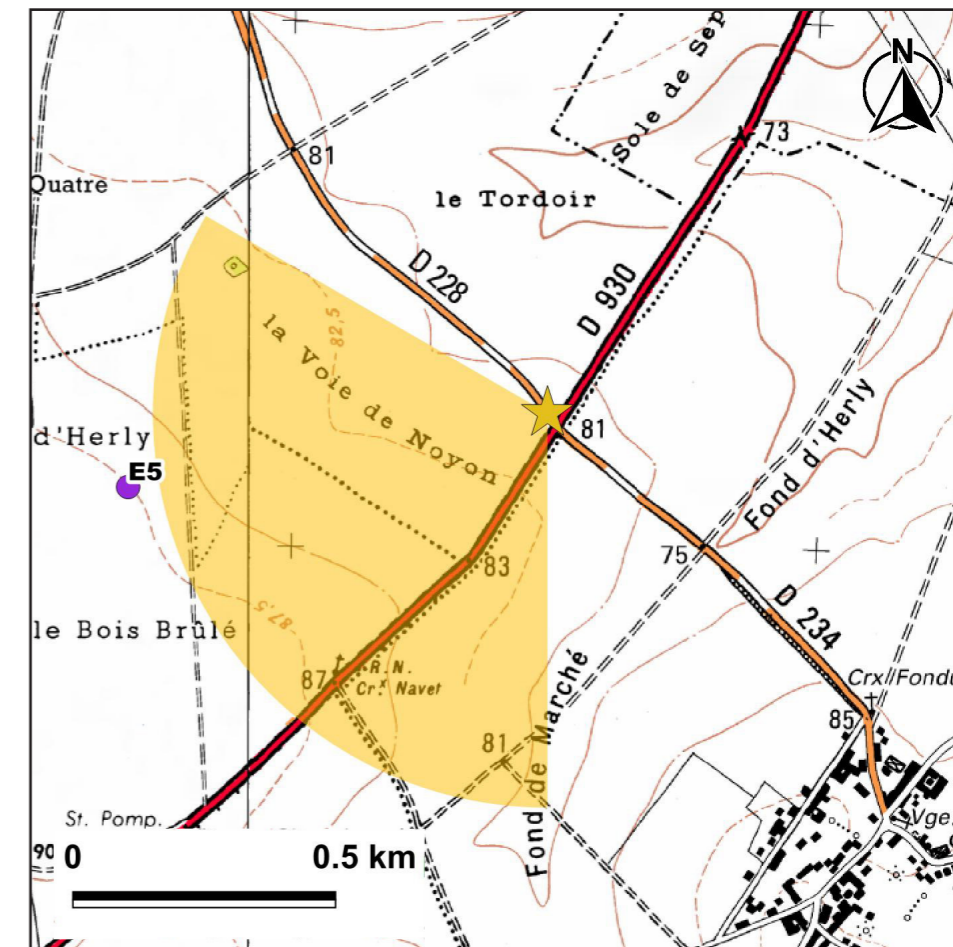 N
Sole de Sep
73
81
Quatre
le Tordoir
D 228
D 930
82,5
la Voie de Noyon
81
Fond d'Herly
d'Herly
E5
75
83
D 234
87,5
le Bois Brûlé
R.N.
Crx Navet
87
Fond de Marché
Crx Fondu
85
81
St. Pomp.
Vge.
90
0
0.5 km